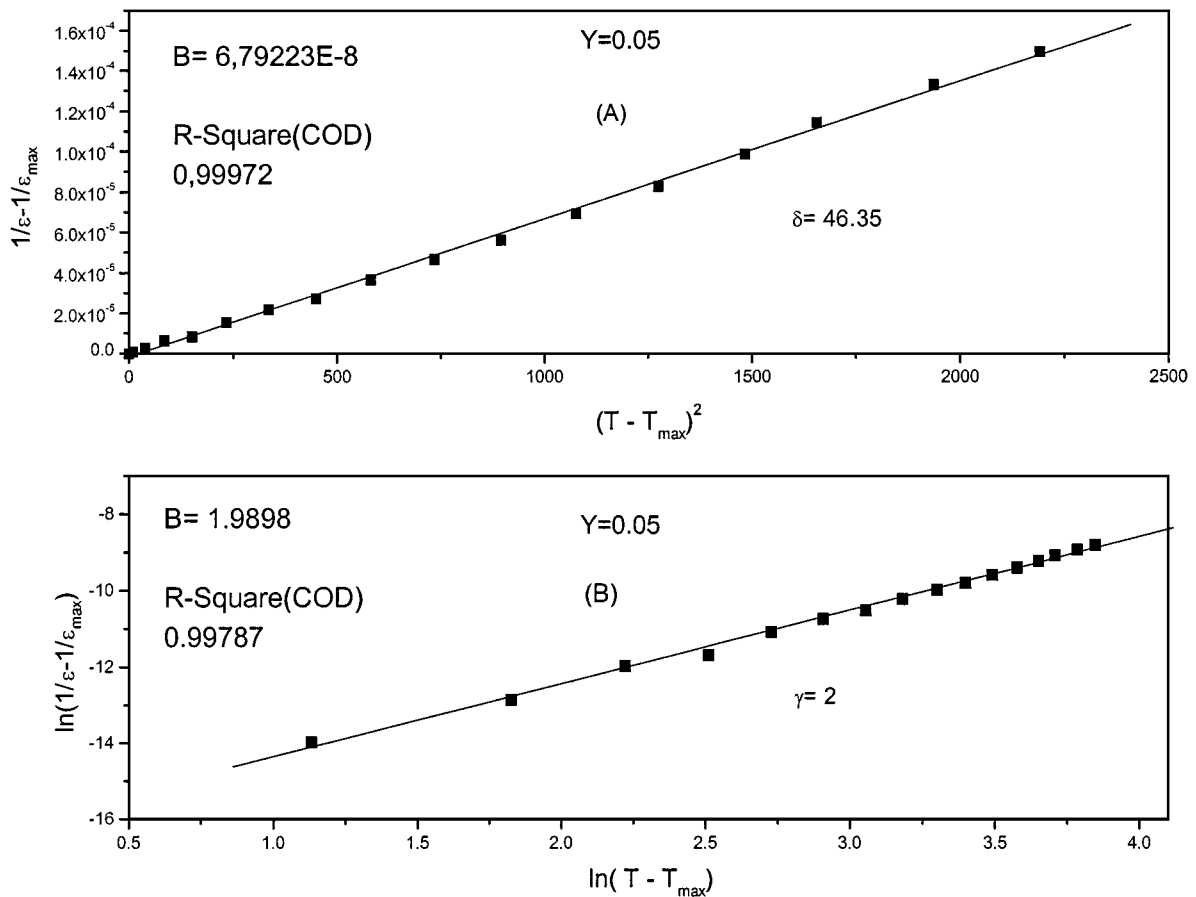 1/ε-1/εmax
1.6x10-4
1.4x10-4
1.2x10-4
1.0x10-4
8.0x10-5
6.0x10-5
4.0x10-5
2.0x10-5
0.0
B= 6,79223E-8
Y=0.05
(A)
R-Square(COD)
0,99972
δ= 46.35
0 500 1000 1500 2000 2500
(T - Tmax)2
ln(1/ε-1/εmax)
-8
-10
-12
-14
-16
B= 1.9898
Y=0.05
R-Square(COD)
(B)
0.99787
γ= 2
0.5 1.0 1.5 2.0 2.5 3.0 3.5 4.0
ln( T - Tmax)